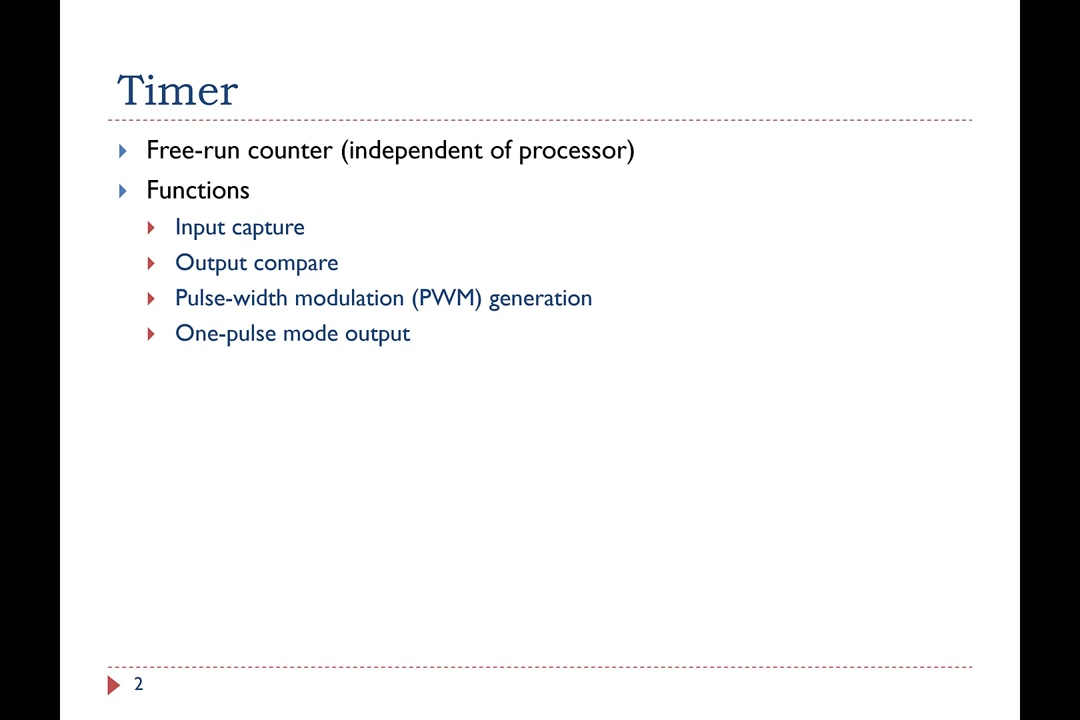 Timer
Free-run counter (independent of processor)
Functions
Input capture
Output compare
Pulse-width modulation (PWM) generation
One-pulse mode output
2